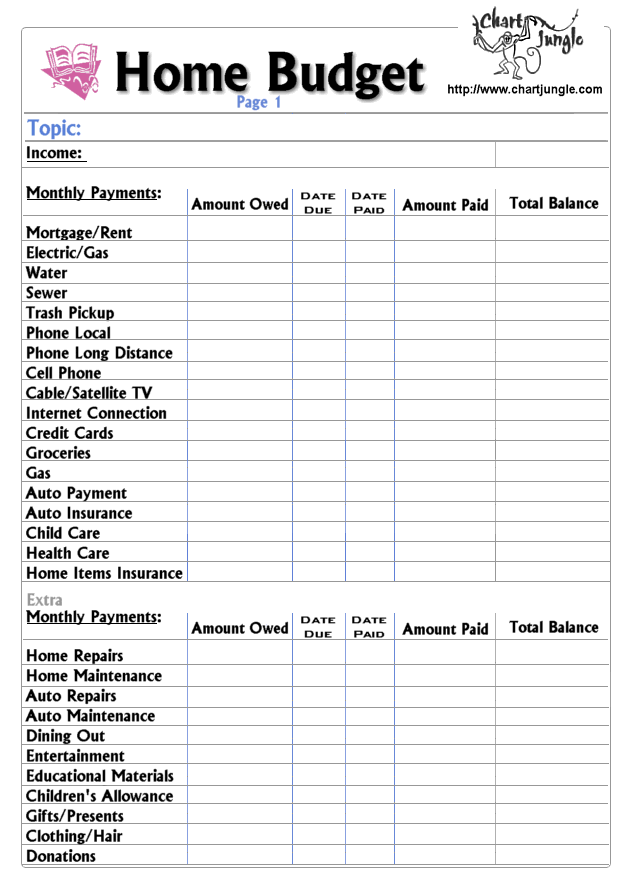 Chart
Jungle
Home Budget
http://www.chartjungle.com
Page 1
Topic:
Income:
Monthly Payments: Amount Owed DATE DUE DATE PAID Amount Paid Total Balance
Mortgage/Rent
Electric/Gas
Water
Sewer
Trash Pickup
Phone Local
Phone Long Distance
Cell Phone
Cable/Satellite TV
Internet Connection
Credit Cards
Groceries
Gas
Auto Payment
Auto Insurance
Child Care
Health Care
Home Items Insurance
Extra
Monthly Payments: Amount Owed DATE DUE DATE PAID Amount Paid Total Balance
Home Repairs
Home Maintenance
Auto Repairs
Auto Maintenance
Dining Out
Entertainment
Educational Materials
Children's Allowance
Gifts/Presents
Clothing/Hair
Donations